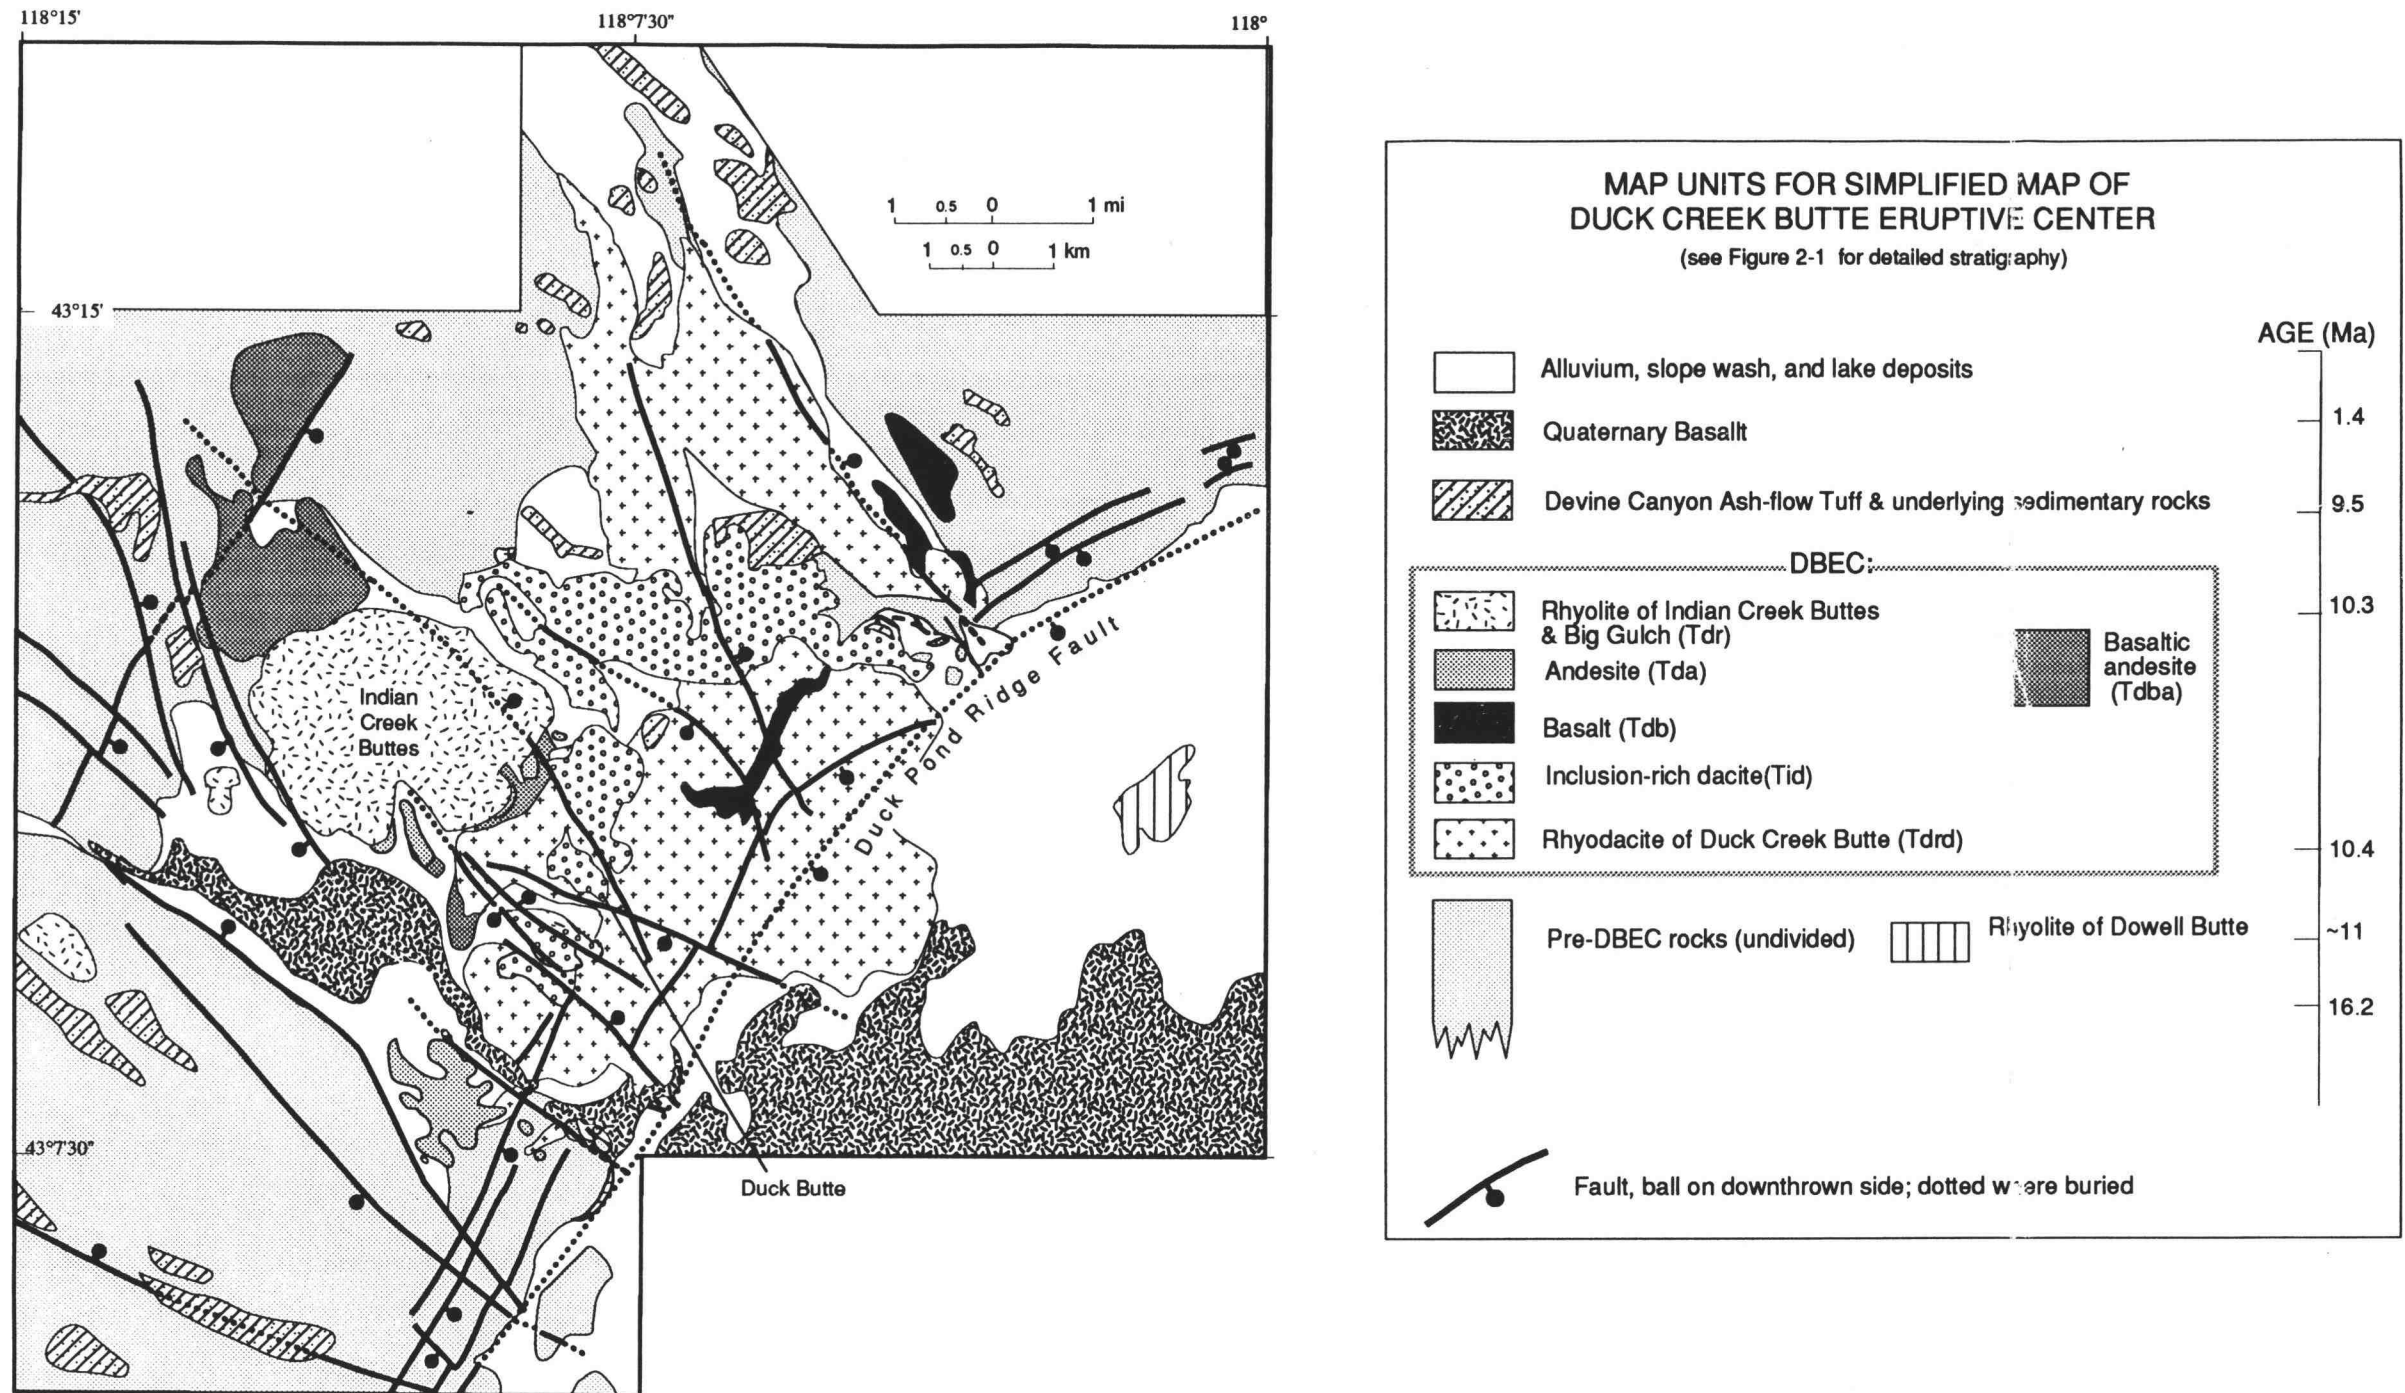 118°15'
118°7'30"
118°
1 0.5 0 1 mi
1 0.5 0 1 km
43°15'
Indian
Creek
Buttes
Duck Pond Ridge Fault
43°7'30"
Duck Butte
MAP UNITS FOR SIMPLIFIED MAP OF
DUCK CREEK BUTTE ERUPTIVE CENTER
(see Figure 2-1 for detailed stratigraphy)
AGE (Ma)
Alluvium, slope wash, and lake deposits
1.4
Quaternary Basallt
Devine Canyon Ash-flow Tuff & underlying sedimentary rocks
9.5
DBEC:
Rhyolite of Indian Creek Buttes
& Big Gulch (Tdr)
10.3
Basaltic
andesite
(Tdba)
Andesite (Tda)
Basalt (Tdb)
Inclusion-rich dacite(Tid)
Rhyodacite of Duck Creek Butte (Tdrd)
10.4
Pre-DBEC rocks (undivided)
Rhyolite of Dowell Butte
~11
16.2
Fault, ball on downthrown side; dotted where buried